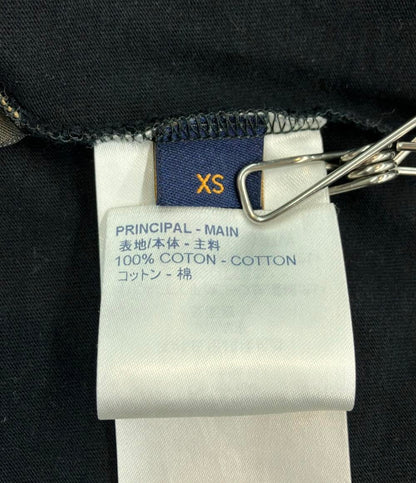 XS
PRINCIPAL - MAIN
表地/本体 - 主料
100% COTON - COTTON
コットン - 棉